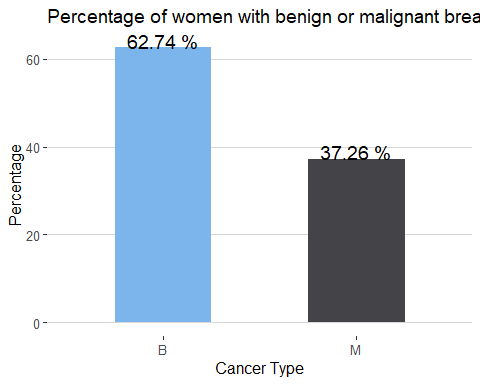 Percentage of women with benign or malignant brea
62.74 %
60
40
37.26 %
20
0
Percentage
B
M
Cancer Type